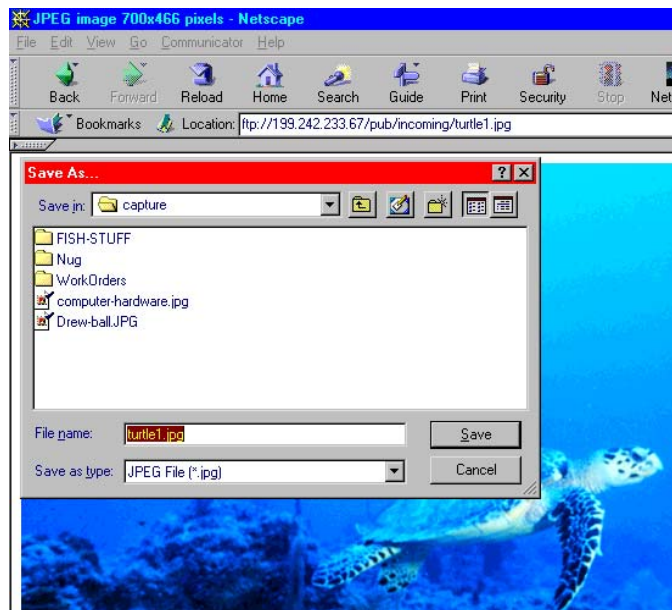 JPEG image 700x466 pixels - Netscape
File Edit View Go Communicator Help
Back Forward Reload Home Search Guide Print Security Stop Net
Bookmarks Location: ftp://199.242.233.67/pub/incoming/turtle1.jpg
Save As...
Save in: capture
FISH-STUFF
Nug
WorkOrders
computer-hardware.jpg
Drew-ball.JPG
File name: turtle1.jpg Save
Save as type: JPEG File (*.jpg) Cancel